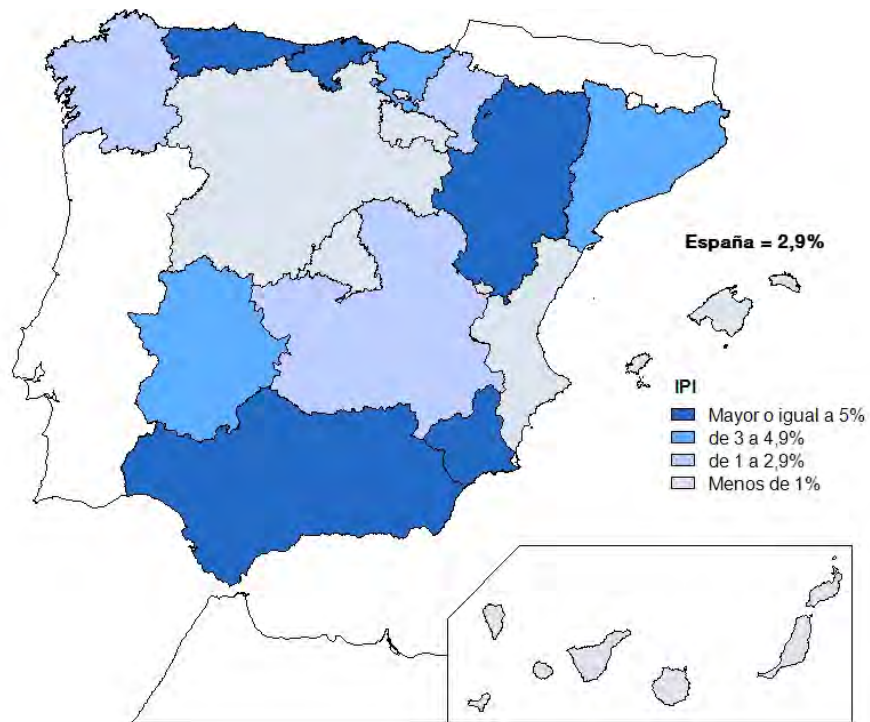 España = 2,9%
IPI
Mayor o igual a 5%
de 3 a 4,9%
de 1 a 2,9%
Menos de 1%